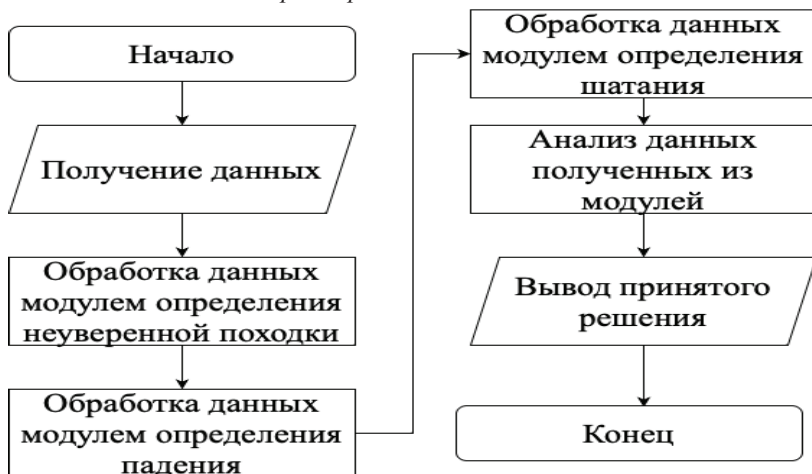 Начало
Получение данных
Обработка данных
модулем определения
неуверенной походки
Обработка данных
модулем определения
падения
Обработка данных
модулем определения
шатания
Анализ данных
полученных из
модулей
Вывод принятого
решения
Конец